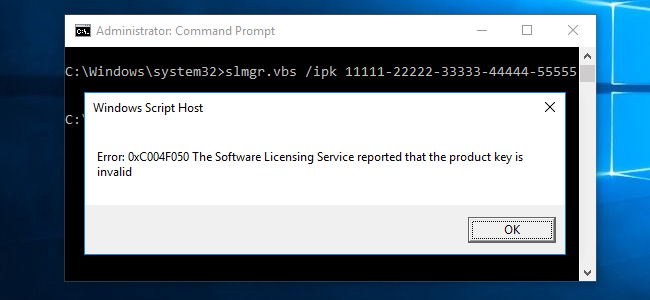 Administrator: Command Prompt
C:\Windows\system32>slmgr.vbs /ipk 11111-22222-33333-44444-55555
C:\
Windows Script Host
Error: 0xC004F050 The Software Licensing Service reported that the product key is
invalid
OK